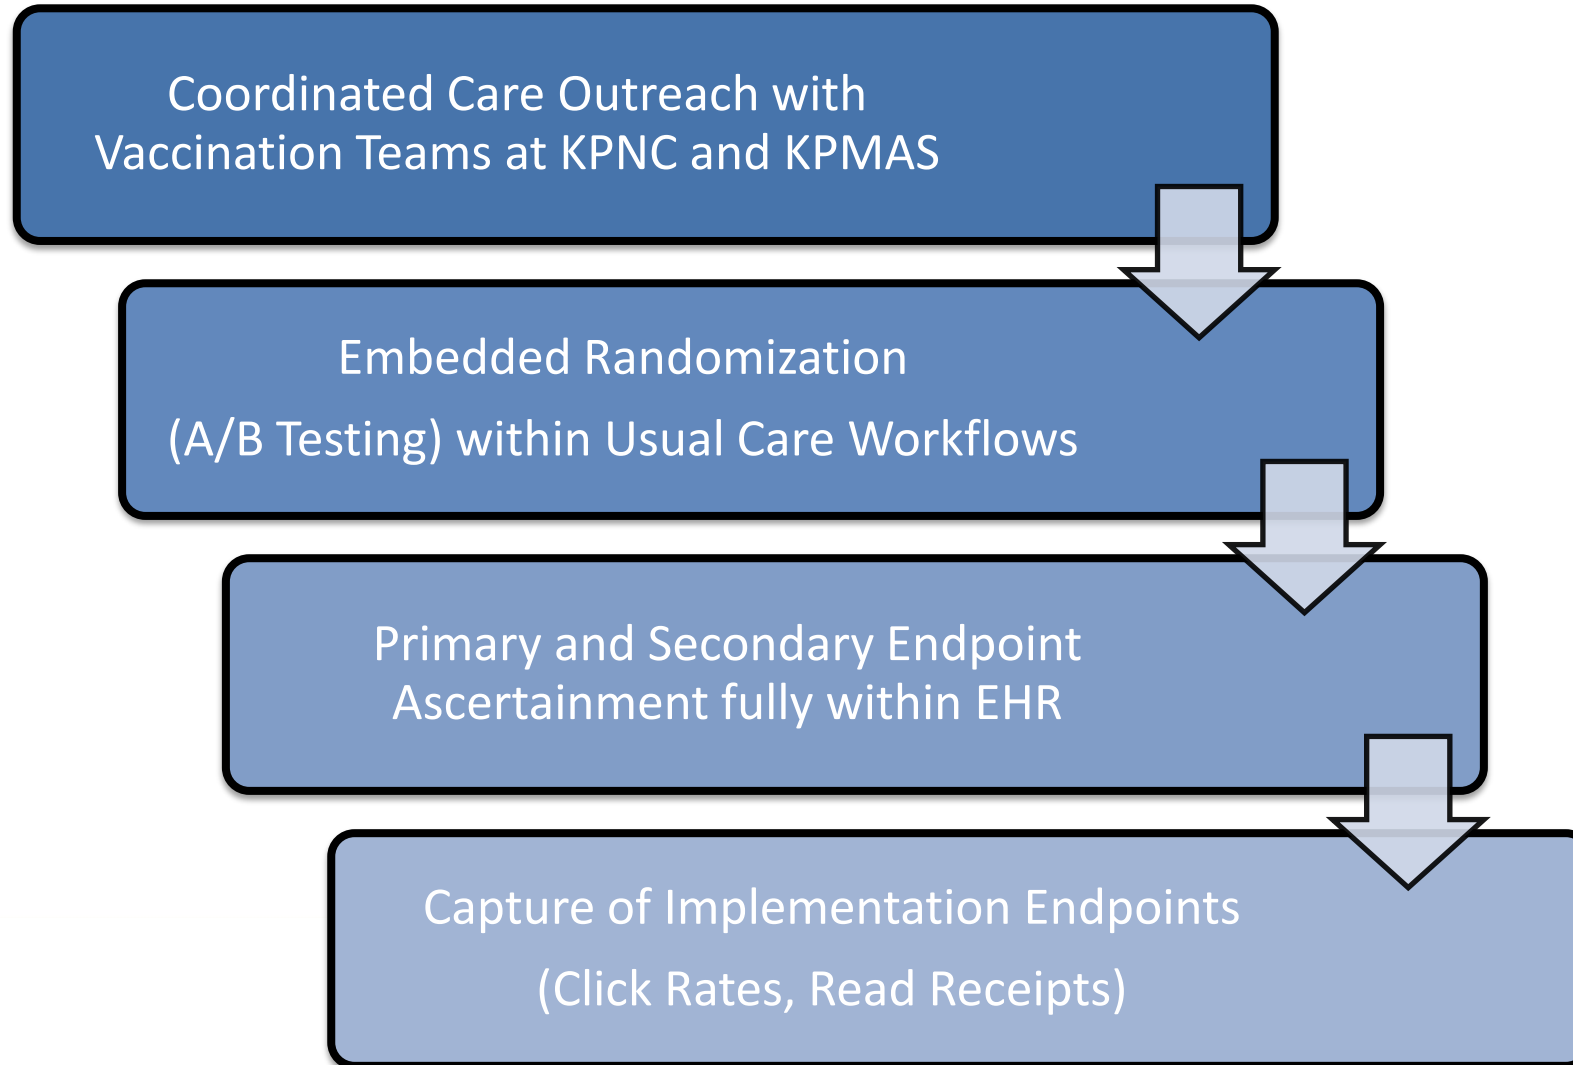 Coordinated Care Outreach with
Vaccination Teams at KPNC and KPMAS
Embedded Randomization
(A/B Testing) within Usual Care Workflows
Primary and Secondary Endpoint
Ascertainment fully within EHR
Capture of Implementation Endpoints
(Click Rates, Read Receipts)